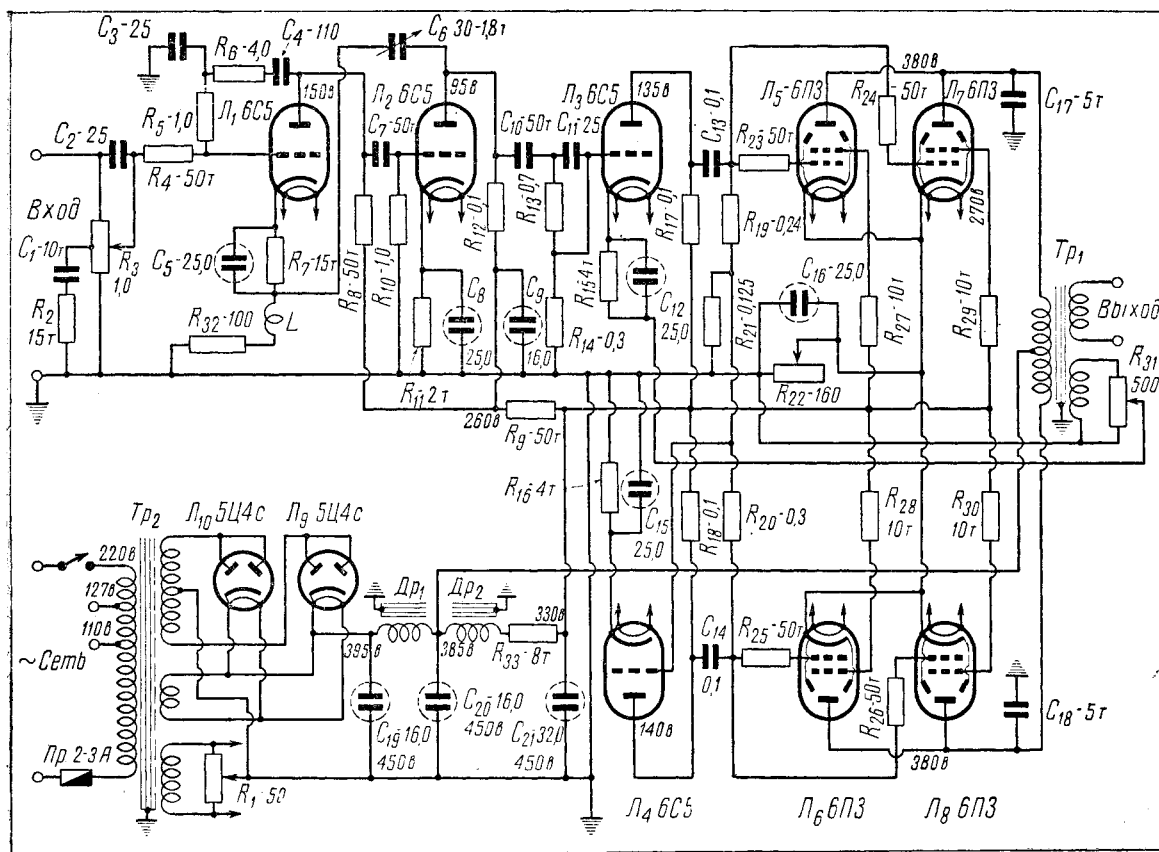 C₃-25
R₆-4,0
C₄-110
C₆ 30-1,8т
R₅-1,0
Л₁ 6С5
150в
Л₂ 6С5
95в
Л₃ 6С5
135в
C₁₃-0,1
Л₅-6П3
380в
R₂₄-50т
Л₇ 6П3
C₁₇-5т
C₂-25
R₄-50т
C₇-50т
C₁₀-50т
C₁₁-25
R₂₃-50т
270в
Вход
C₁-10т
R₃
1,0
R₂
15т
C₅-25,0
R₇-15т
R₈-50т
R₁₀-1,0
R₁₂-0,1
R₁₃-0,7
R₁₅-4т
R₁₇-0,1
R₁₉-0,24
C₁₆-25,0
R₂₇-10т
R₂₉-10т
Тр₁
Выход
R₃₂-100
L
R₁₁-2т
C₈
25,0
C₉
16,0
R₁₄-0,3
C₁₂
25,0
R₂₁-0,125
R₂₂-160
R₃₁
500
260в
R₉-50т
R₁₆-4т
C₁₅
25,0
R₁₈-0,1
R₂₀-0,3
R₂₈
10т
R₃₀
10т
Тр₂
Л₁₀ 5Ц4с
Л₉ 5Ц4с
220в
127в
110в
~Сеть
Др₁
Др₂
395в
385в
330в
R₃₃-8т
C₁₄
0,1
R₂₅-50т
R₂₆-50т
C₁₈-5т
C₁₉-16,0
450в
C₂₀-16,0
450в
C₂₁-32,0
450в
140в
380в
Пр. 2-3А
R₁-50
Л₄ 6С5
Л₆ 6П3
Л₈ 6П3